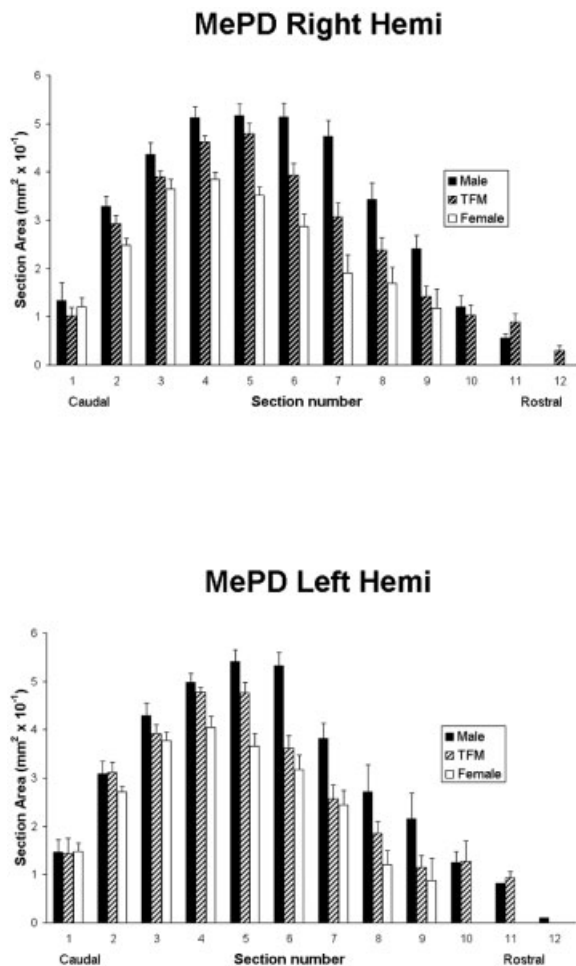 MePD Right Hemi
Section Area (mm² x 10⁻¹)
6
5
4
3
2
1
0
Male
TFM
Female
1 2 3 4 5 6 7 8 9 10 11 12
Caudal Section number Rostral
MePD Left Hemi
Section Area (mm² x 10⁻¹)
6
5
4
3
2
1
0
Male
TFM
Female
1 2 3 4 5 6 7 8 9 10 11 12
Caudal Section number Rostral